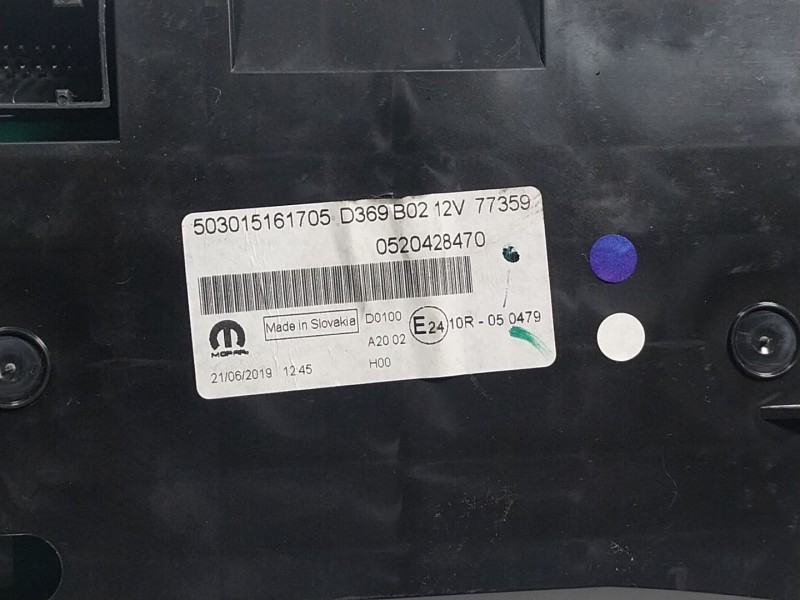 503015161705 D369 B02 12V 77359
0520428470
MOPAR
Made in Slovakia
D0100
A20 02
H00
E24
10R - 05 0479
21/06/2019 12:45